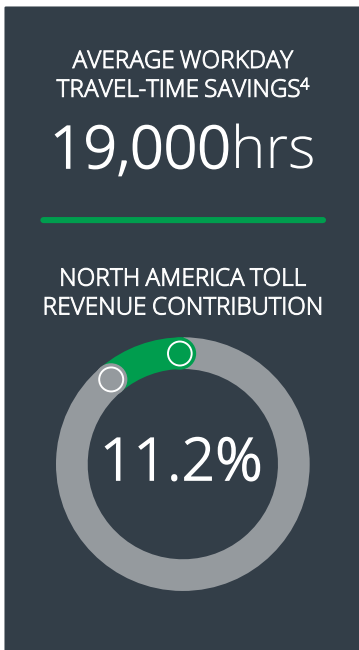 AVERAGE WORKDAY
TRAVEL-TIME SAVINGS⁴
19,000hrs
NORTH AMERICA TOLL
REVENUE CONTRIBUTION
11.2%